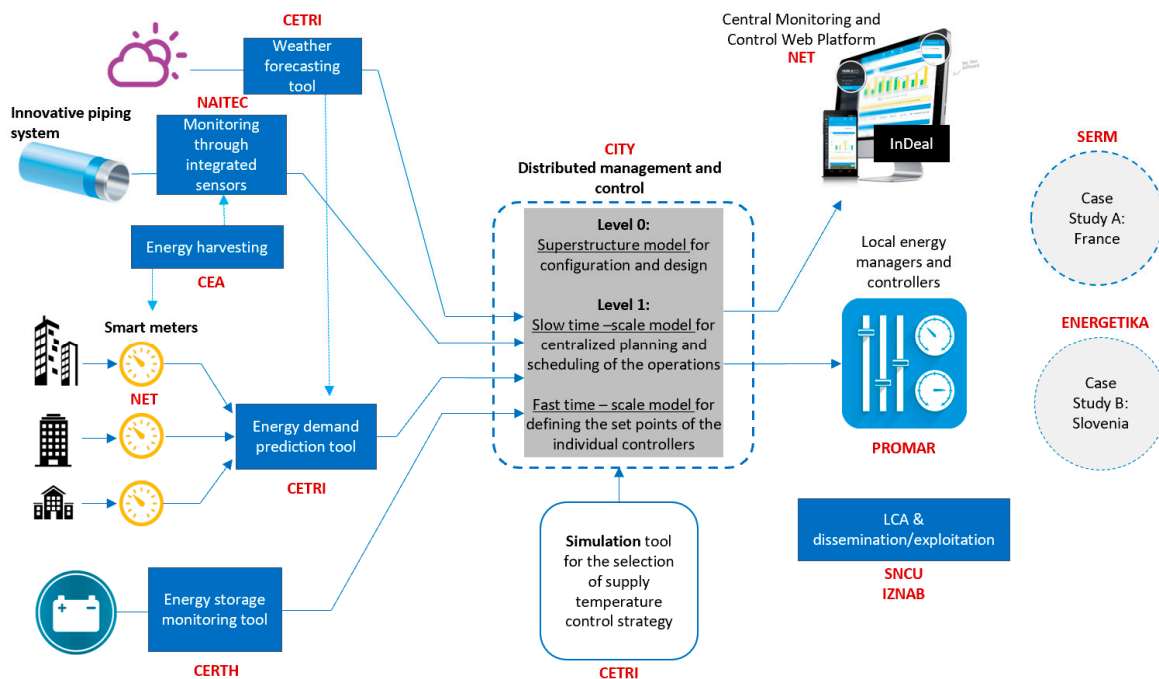 CETRI
Weather
forecasting
tool
NAITEC
Innovative piping
system
Monitoring
through
integrated
sensors
Energy harvesting
CEA
Smart meters
NET
Energy demand
prediction tool
CETRI
Energy storage
monitoring tool
CERTH
CITY
Distributed management and
control
Level 0:
Superstructure model for
configuration and design
Level 1:
Slow time –scale model for
centralized planning and
scheduling of the operations
Fast time – scale model for
defining the set points of the
individual controllers
Simulation tool
for the selection
of supply
temperature
control strategy
CETRI
Central Monitoring and
Control Web Platform
NET
InDeal
Local energy
managers and
controllers
PROMAR
LCA &
dissemination/exploitation
SNCU
IZNAB
SERM
Case
Study A:
France
ENERGETIKA
Case
Study B:
Slovenia